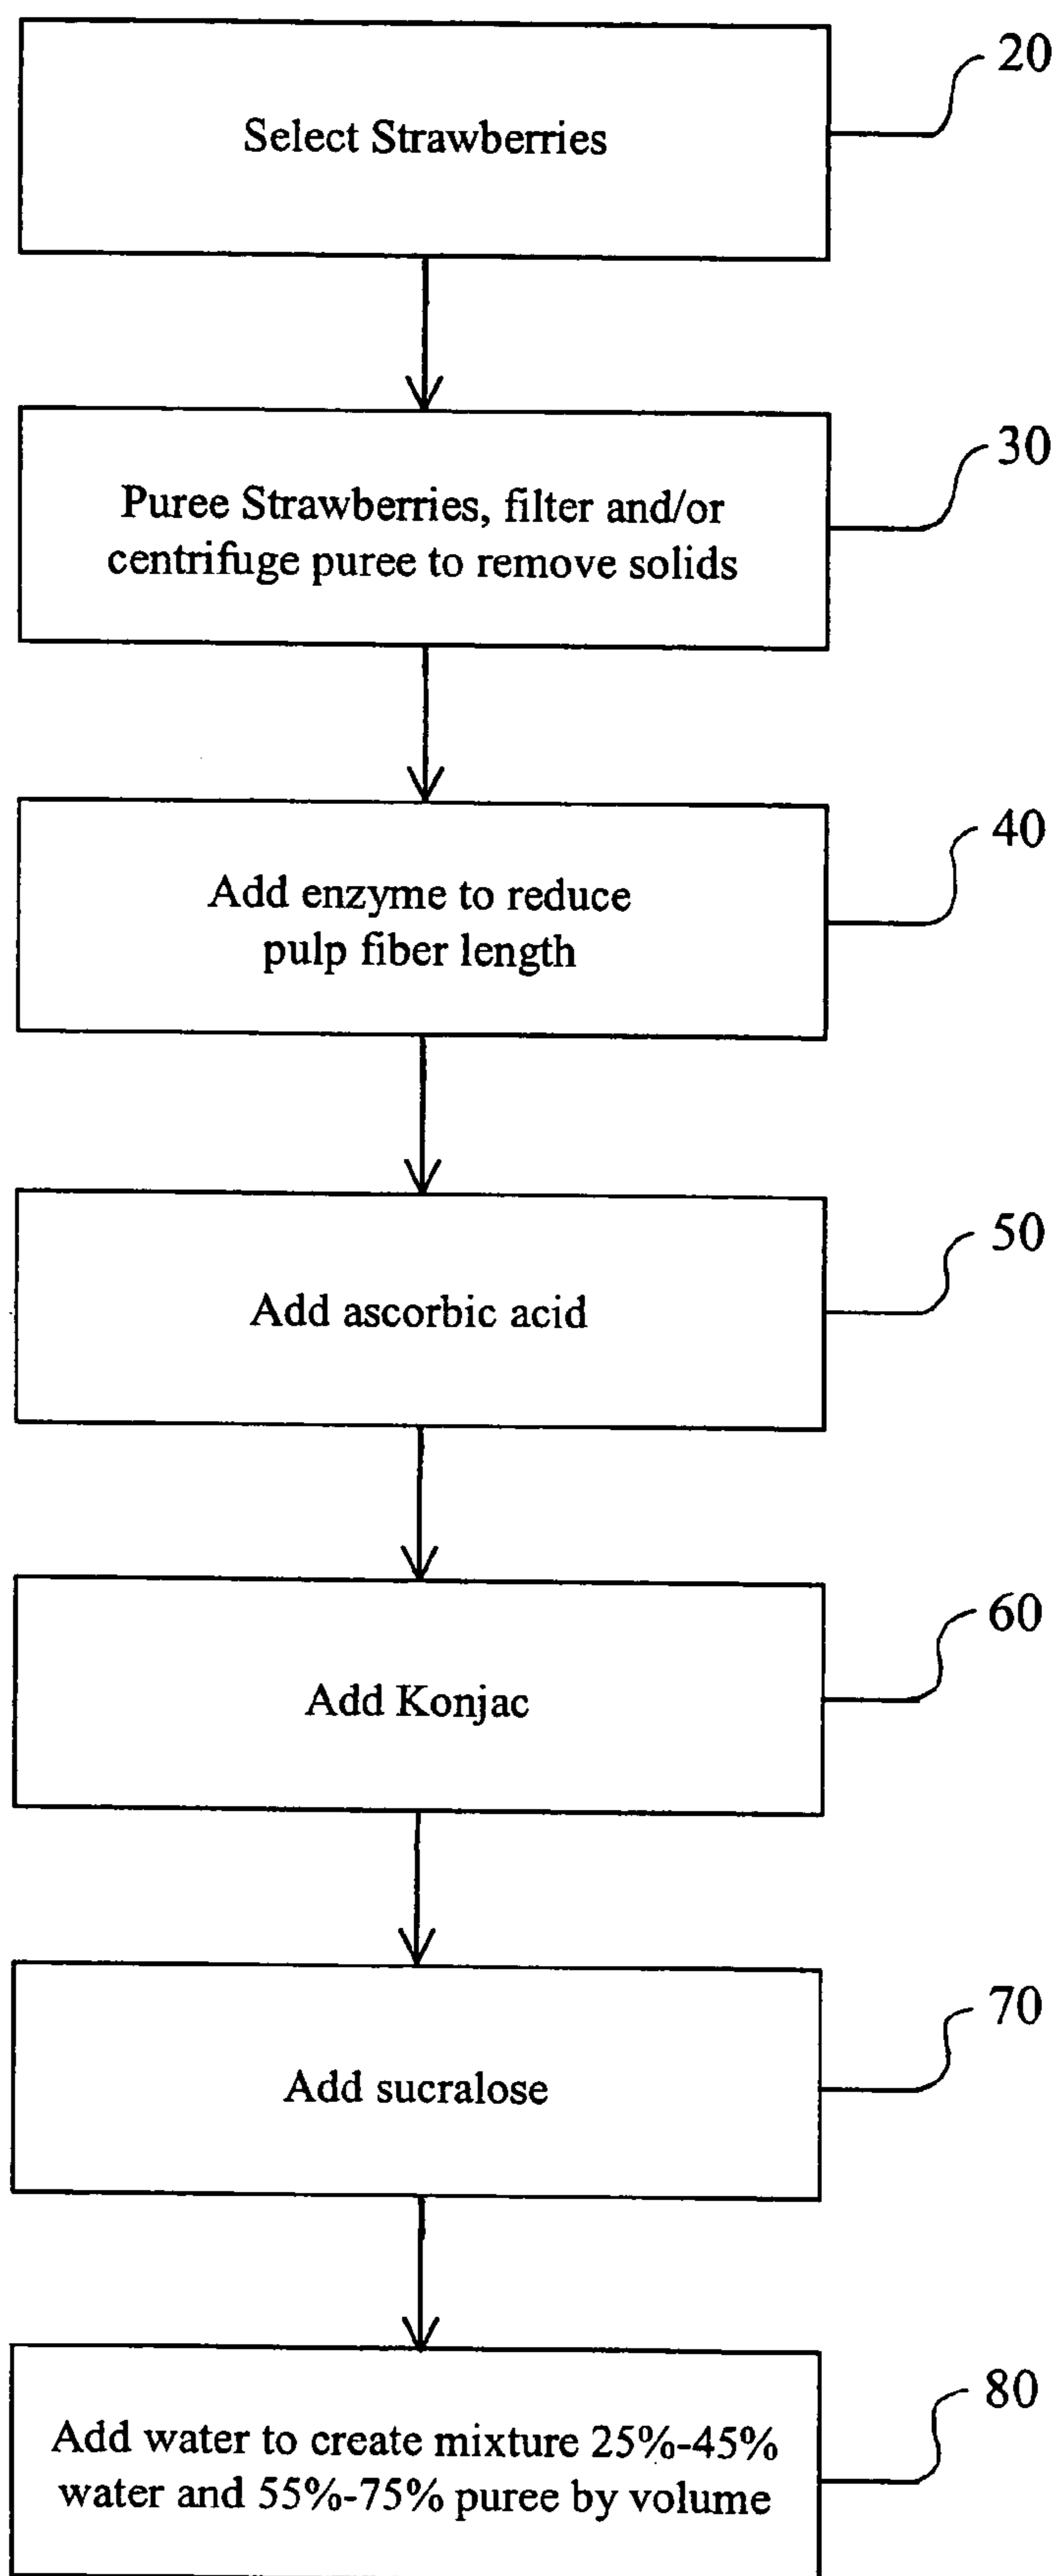 20
Select Strawberries
30
Puree Strawberries, filter and/or
centrifuge puree to remove solids
40
Add enzyme to reduce
pulp fiber length
50
Add ascorbic acid
60
Add Konjac
70
Add sucralose
80
Add water to create mixture 25%-45%
water and 55%-75% puree by volume